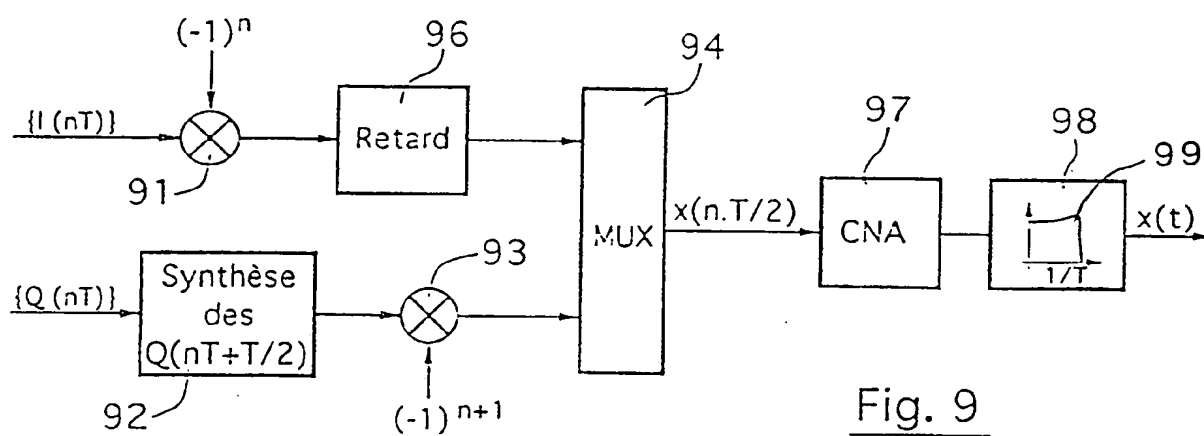 (-1)^n
96
94
{I(nT)}
Retard
91
97
98
99
x(n.T/2)
MUX
CNA
x(t)
1/T
93
Synthèse
des
Q(nT÷T/2)
{Q(nT)}
92
(-1)^{n+1}
Fig. 9